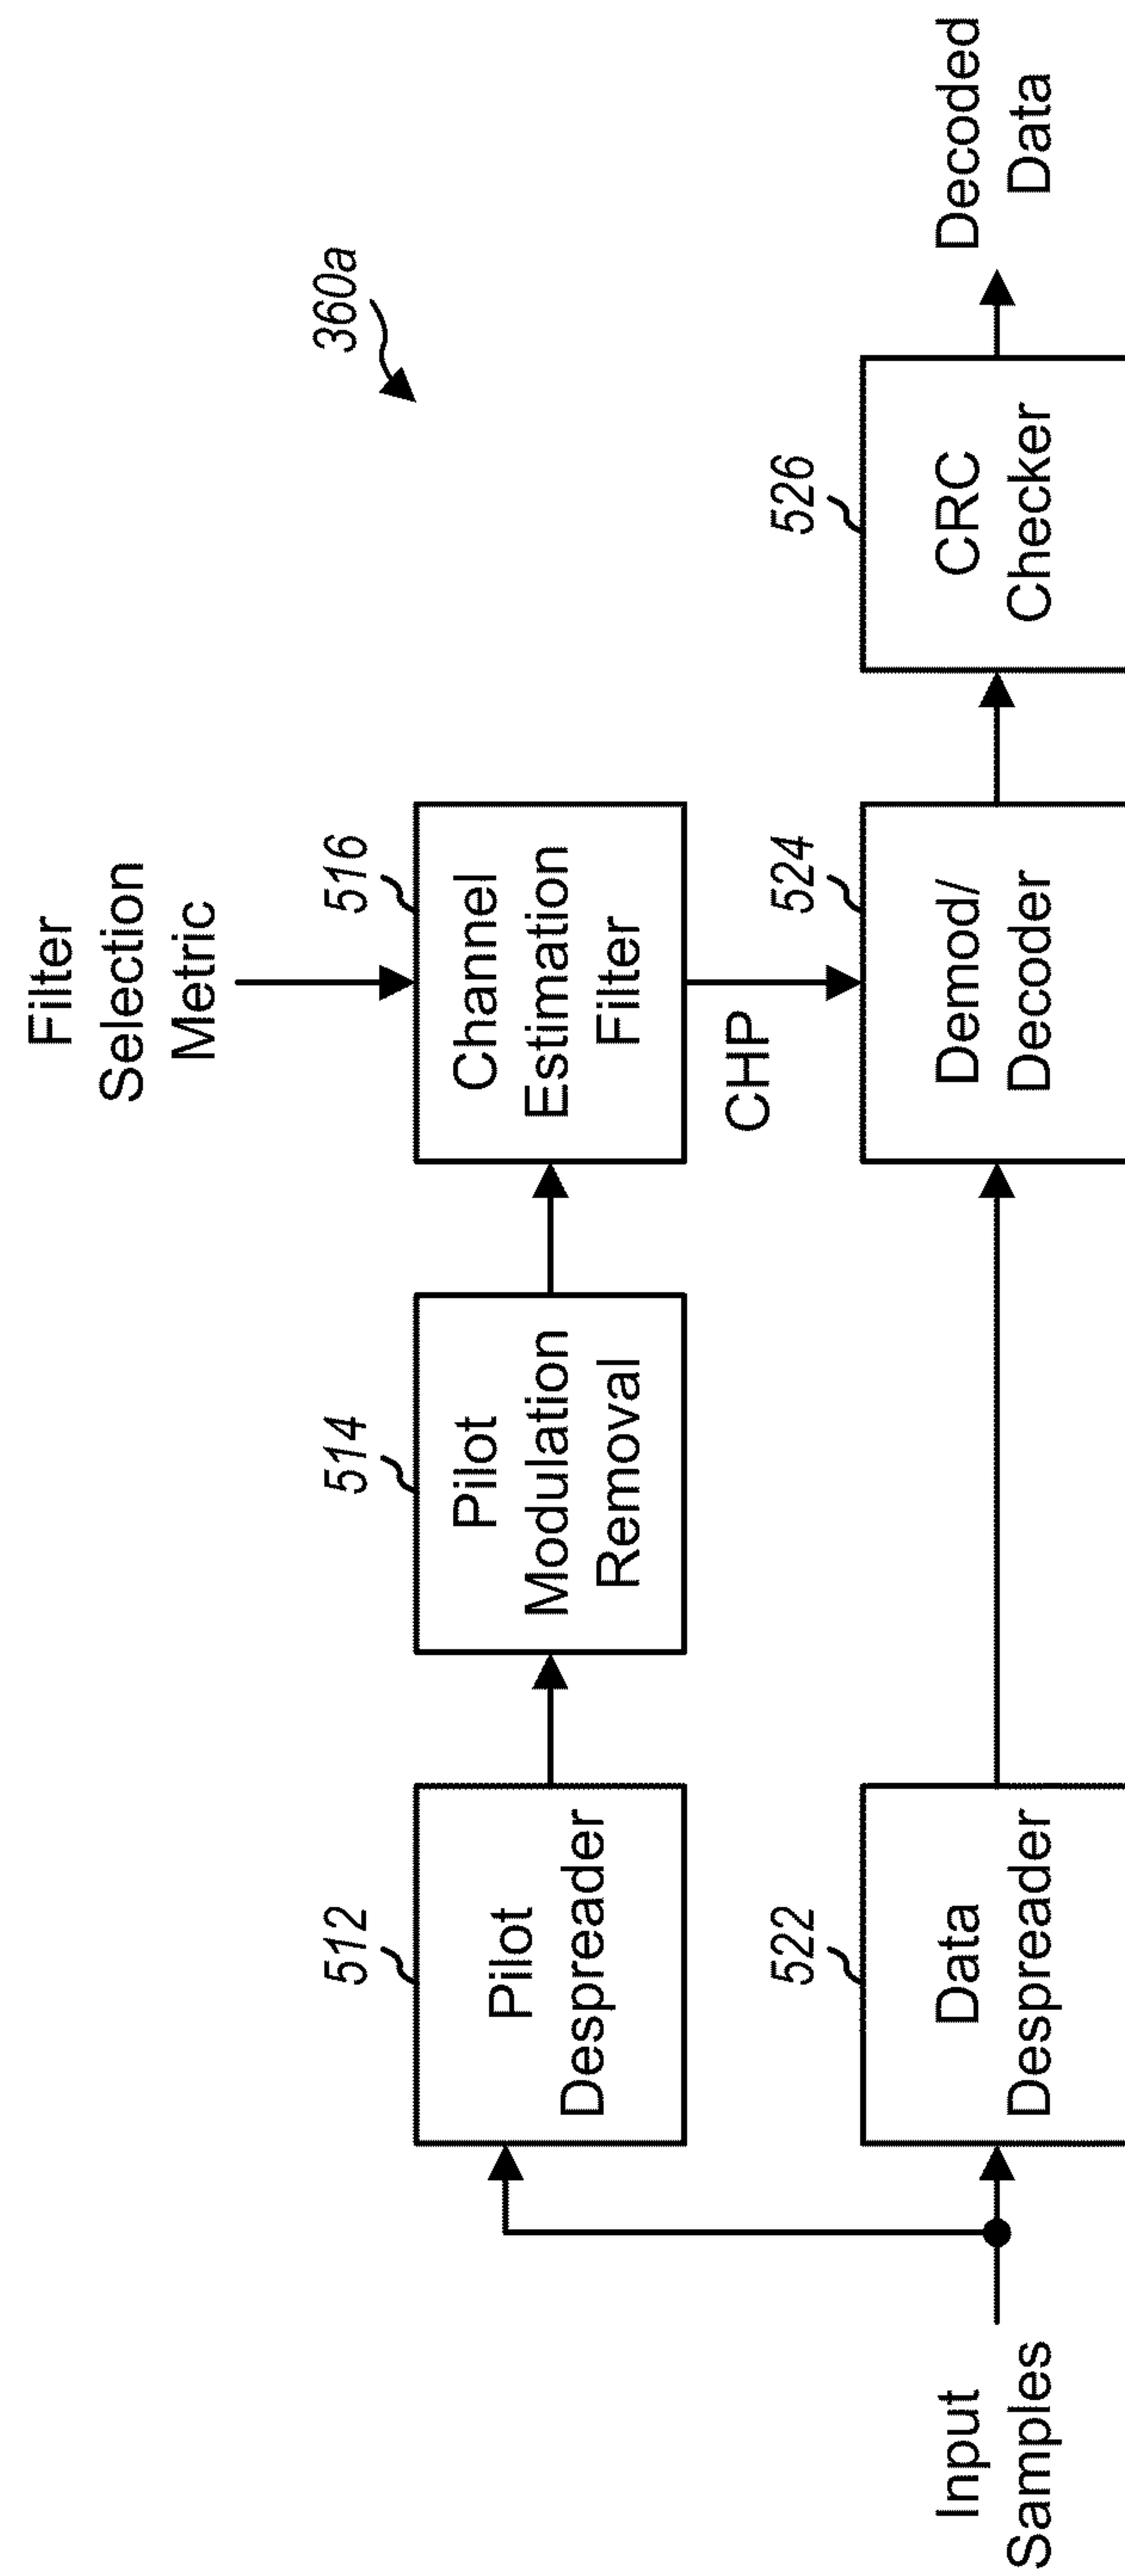 Filter
Selection
Metric
360a
512
Pilot
Despreader
514
Pilot
Modulation
Removal
516
Channel
Estimation
Filter
CHP
Input
Samples
522
Data
Despreader
524
Demod/
Decoder
526
CRC
Checker
Decoded
Data